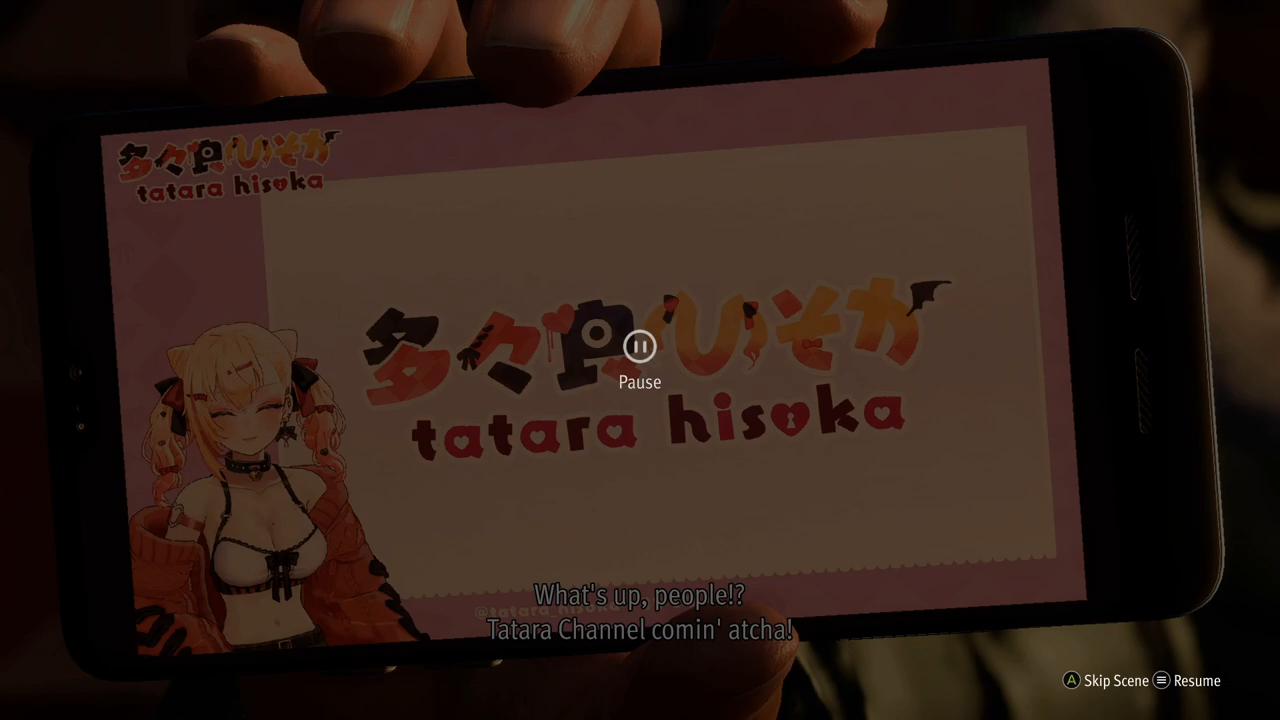 多々良ひそか
tatara hisoka
多々良ひそか
tatara hisoka
Pause
@tatara_hisoka
What's up, people!?
Tatara Channel comin' atcha!
A Skip Scene Resume